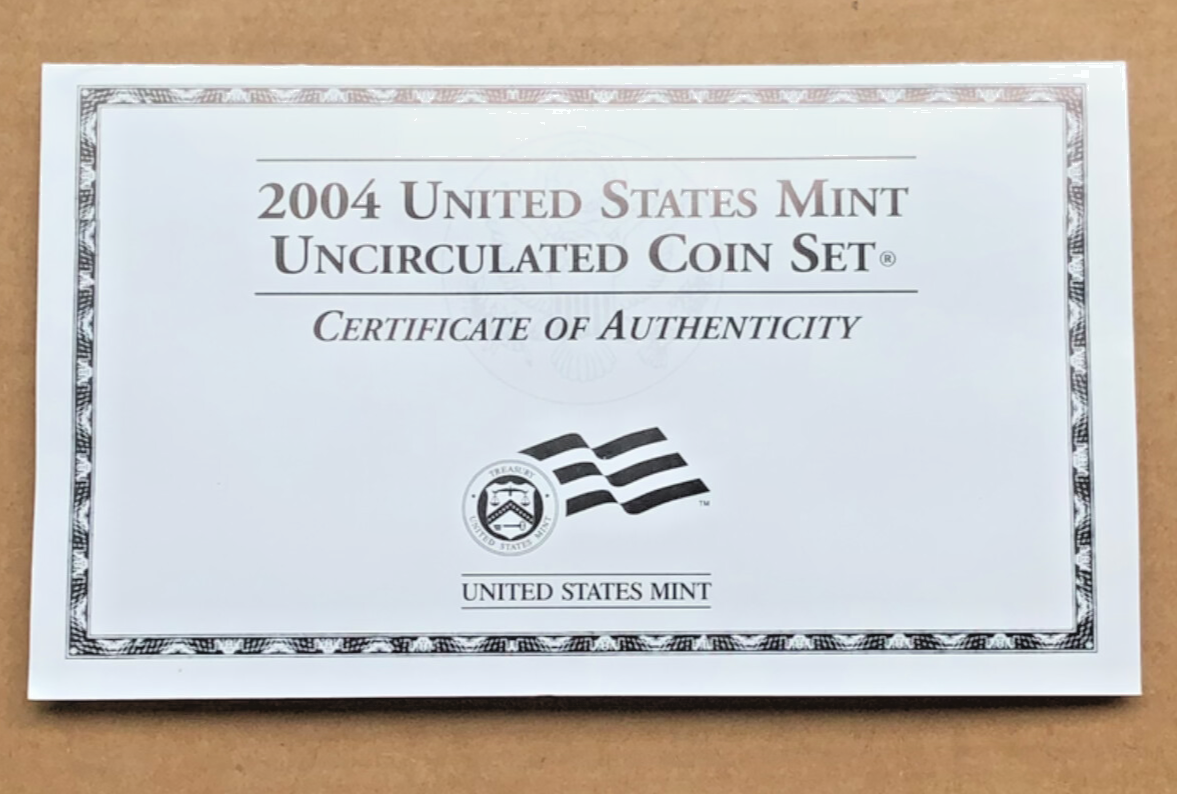 2004 United States Mint
Uncirculated Coin Set®
Certificate of Authenticity
TREASURY
UNITED STATES MINT
™
UNITED STATES MINT